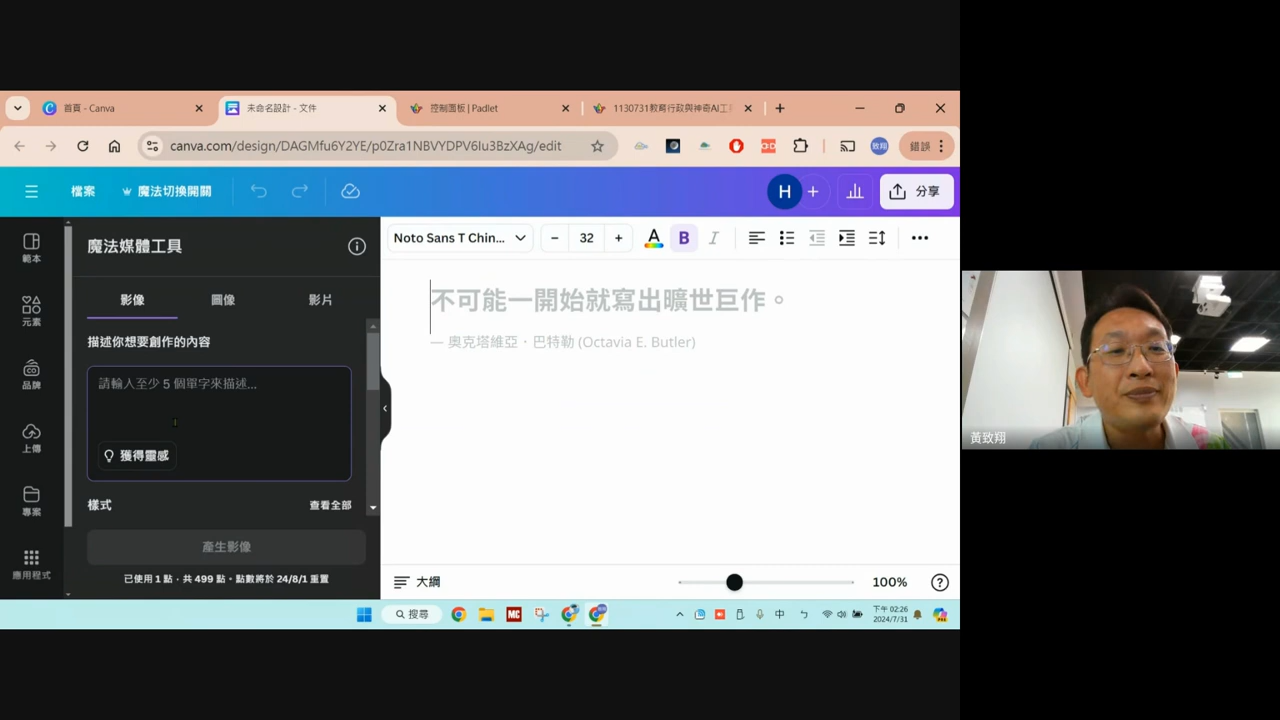 首頁 - Canva
未命名設計 - 文件
控制面板 | Padlet
1130731教育行政與神奇AI工
canva.com/design/DAGMfu6Y2YE/p0Zra1NBVYDPV6Iu3BzXAg/edit
致翔
錯誤
檔案
魔法切換開關
H
分享
範本
元素
品牌
上傳
專案
應用程式
魔法媒體工具
影像
圖像
影片
描述你想要創作的內容
請輸入至少 5 個單字來描述...
獲得靈感
樣式
查看全部
產生影像
已使用 1 點,共 499 點。點數將於 24/8/1 重置
Noto Sans T Chin...
32
A
B
I
不可能一開始就寫出曠世巨作。
— 奧克塔維亞・巴特勒 (Octavia E. Butler)
大綱
100%
搜尋
MC
中
下午 02:26
2024/7/31
黃致翔